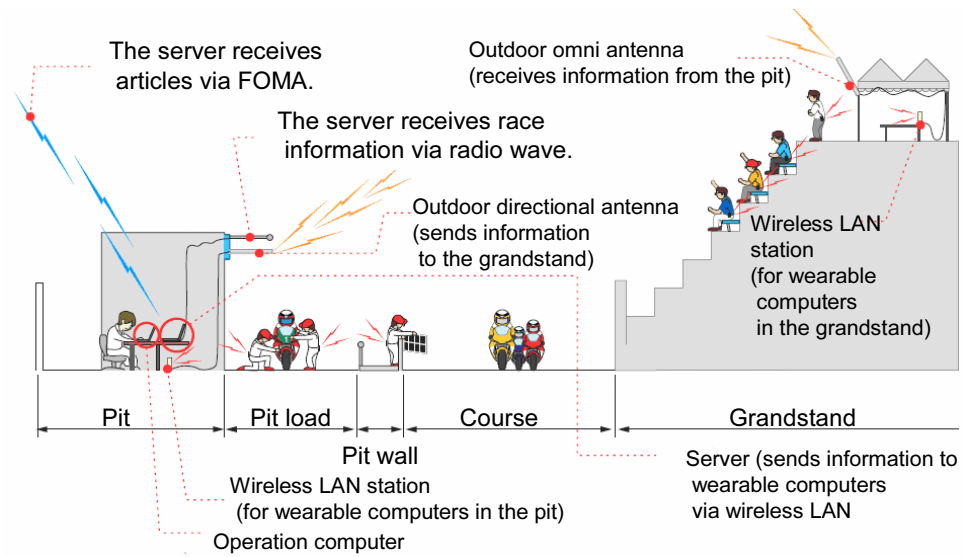 The server receives
articles via FOMA.
Outdoor omni antenna
(receives information from the pit)
The server receives race
information via radio wave.
Outdoor directional antenna
(sends information
to the grandstand)
Wireless LAN
station
(for wearable
computers
in the grandstand)
Pit
Pit load
Course
Grandstand
Pit wall
Server (sends information to
wearable computers
via wireless LAN
Wireless LAN station
(for wearable computers in the pit)
Operation computer